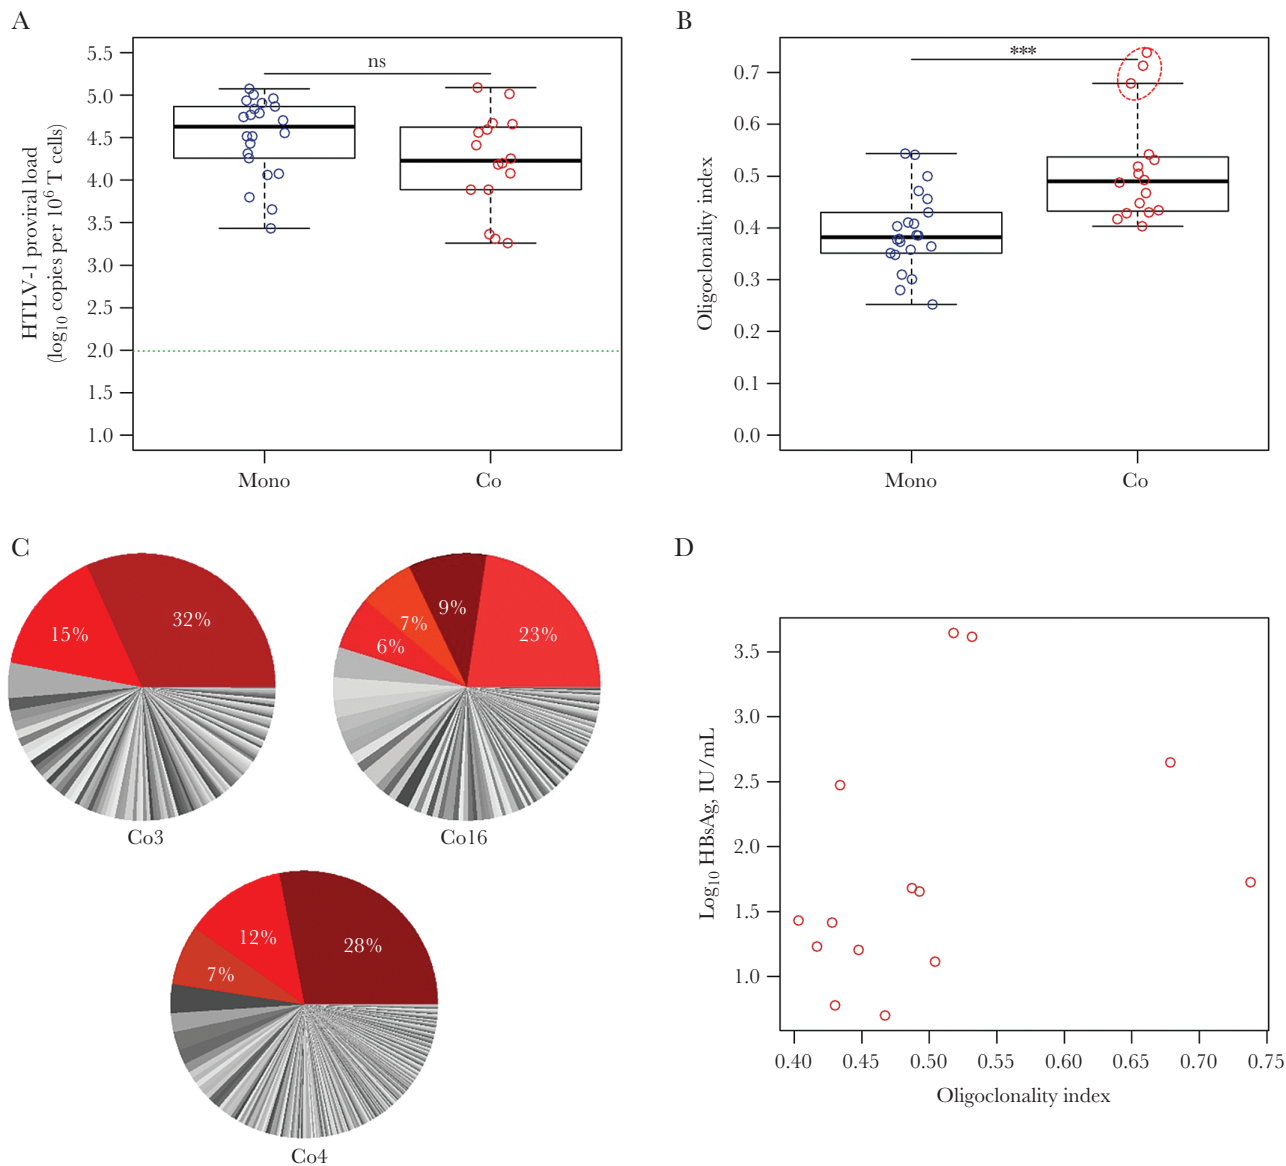 A
HTLV-1 proviral load
(log10 copies per 10^6 T cells)
5.5
5.0
4.5
4.0
3.5
3.0
2.5
2.0
1.5
1.0
ns
Mono
Co
B
Oligoclonality index
0.7
0.6
0.5
0.4
0.3
0.2
0.1
0.0
***
Mono
Co
C
15%
32%
Co3
6%
7%
9%
23%
Co16
7%
12%
28%
Co4
D
Log10 HBsAg, IU/mL
3.5
3.0
2.5
2.0
1.5
1.0
0.40 0.45 0.50 0.55 0.60 0.65 0.70 0.75
Oligoclonality index